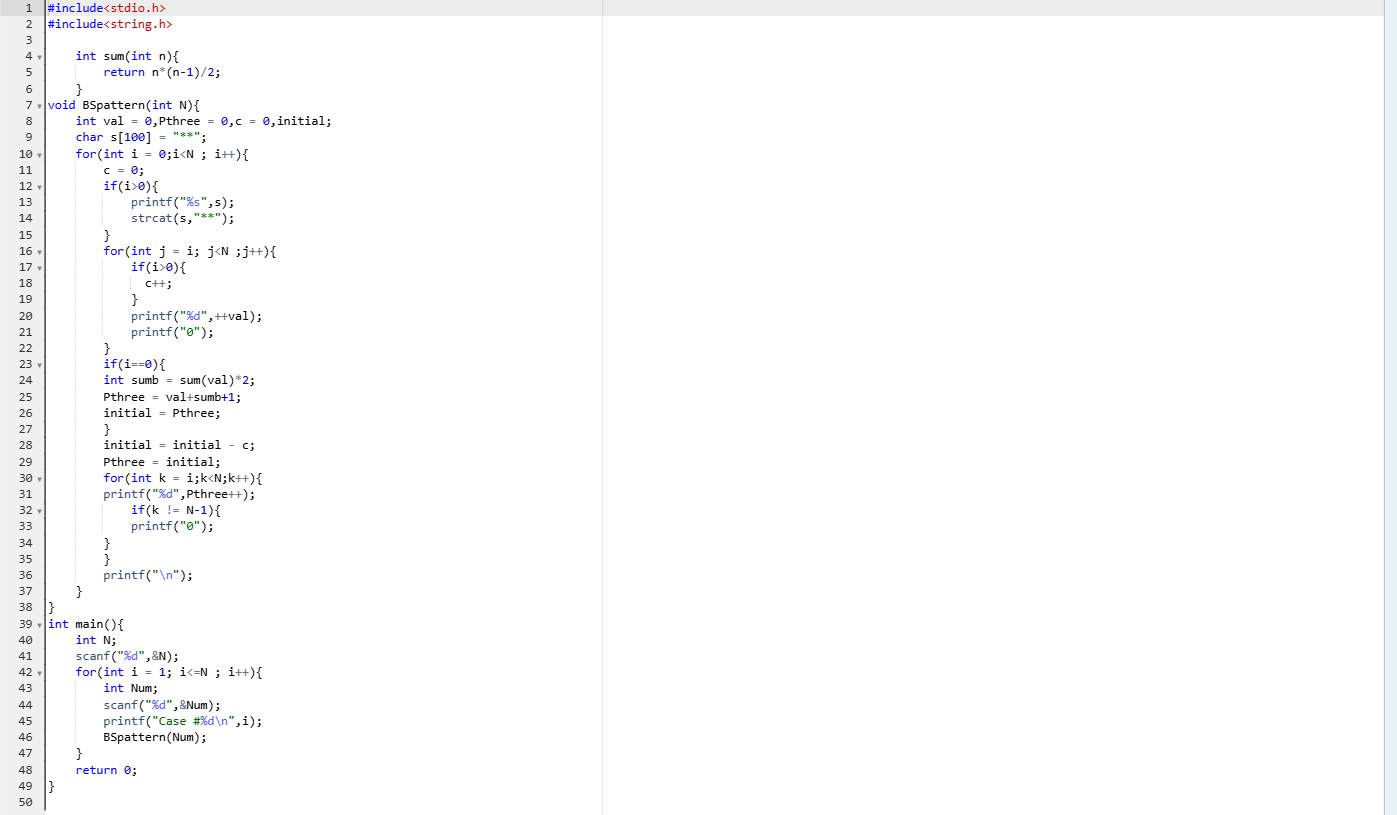 1 #include<stdio.h>
2 #include<string.h>
3
4 int sum(int n){
5 return n*(n-1)/2;
6 }
7 void BSpattern(int N){
8 int val = 0,Pthree = 0,c = 0,initial;
9 char s[100] = "**";
10 for(int i = 0;i<N ; i++){
11 c = 0;
12 if(i>0){
13 printf("%s",s);
14 strcat(s,"**");
15 }
16 for(int j = i; j<N ;j++){
17 if(i>0){
18 c++;
19 }
20 printf("%d",++val);
21 printf("0");
22 }
23 if(i==0){
24 int sumb = sum(val)*2;
25 Pthree = val+sumb+1;
26 initial = Pthree;
27 }
28 initial = initial - c;
29 Pthree = initial;
30 for(int k = i;k<N;k++){
31 printf("%d",Pthree++);
32 if(k != N-1){
33 printf("0");
34 }
35 }
36 printf("\n");
37 }
38 }
39 int main(){
40 int N;
41 scanf("%d",&N);
42 for(int i = 1; i<=N ; i++){
43 int Num;
44 scanf("%d",&Num);
45 printf("Case #%d\n",i);
46 BSpattern(Num);
47 }
48 return 0;
49 }
50